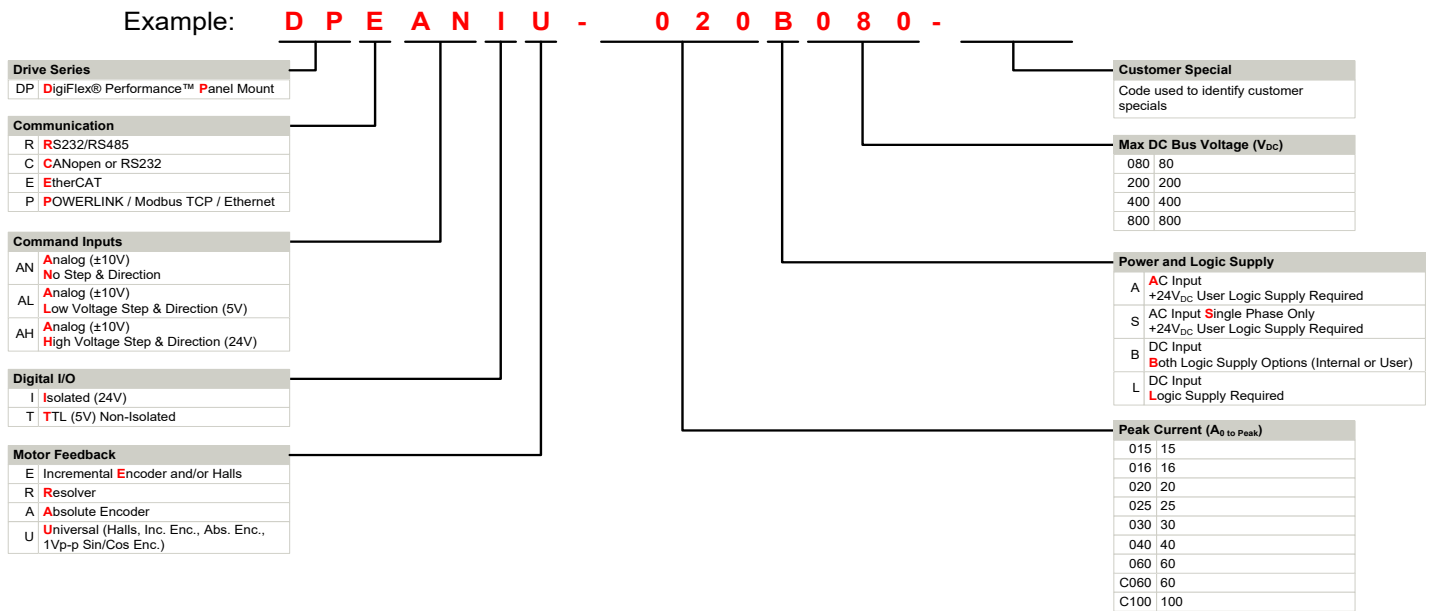 Example: D P E A N I U - 0 2 0 B 0 8 0 -
Drive Series
DP DigiFlex® Performance™ Panel Mount
Communication
R RS232/RS485
C CANopen or RS232
E EtherCAT
P POWERLINK / Modbus TCP / Ethernet
Command Inputs
AN Analog (±10V)
No Step & Direction
AL Analog (±10V)
Low Voltage Step & Direction (5V)
AH Analog (±10V)
High Voltage Step & Direction (24V)
Digital I/O
I Isolated (24V)
T TTL (5V) Non-Isolated
Motor Feedback
E Incremental Encoder and/or Halls
R Resolver
A Absolute Encoder
U Universal (Halls, Inc. Enc., Abs. Enc.,
1Vp-p Sin/Cos Enc.)
Customer Special
Code used to identify customer
specials
Max DC Bus Voltage (VDC)
080 80
200 200
400 400
800 800
Power and Logic Supply
A AC Input
+24VDC User Logic Supply Required
S AC Input Single Phase Only
+24VDC User Logic Supply Required
B DC Input
Both Logic Supply Options (Internal or User)
L DC Input
Logic Supply Required
Peak Current (A0 to Peak)
015 15
016 16
020 20
025 25
030 30
040 40
060 60
C060 60
C100 100